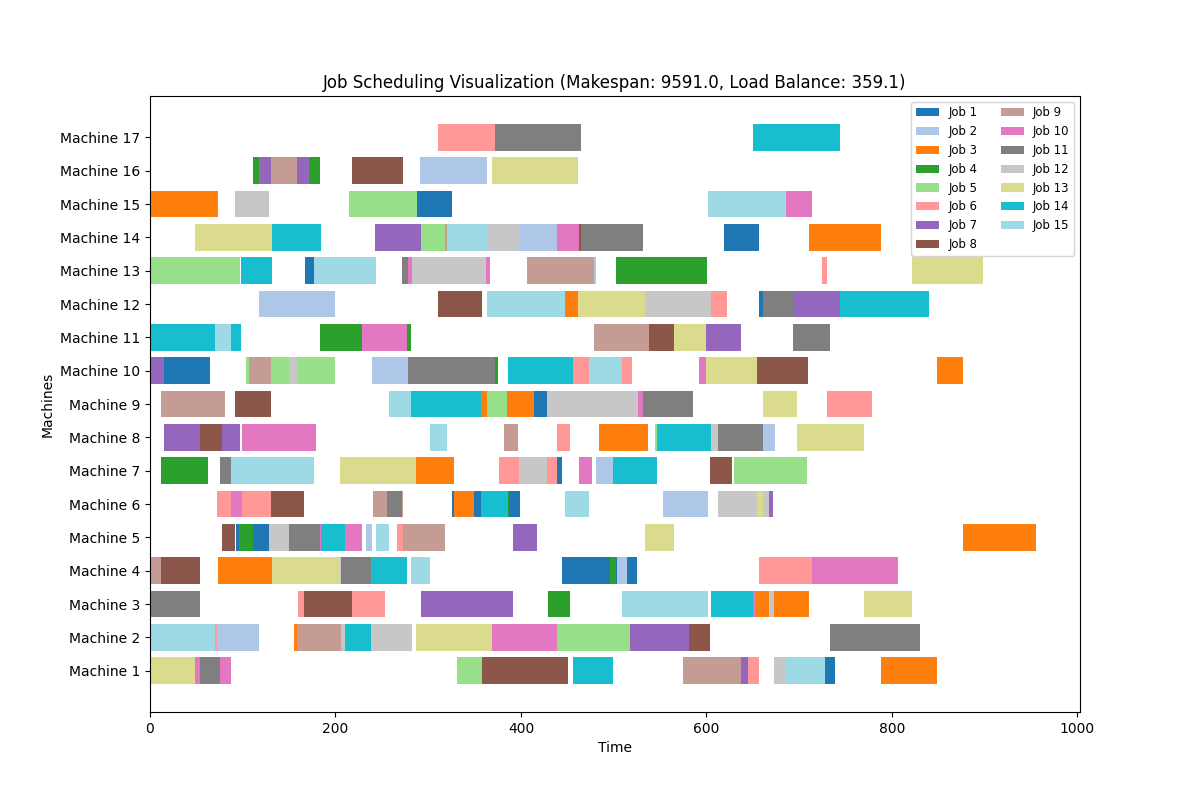 Job Scheduling Visualization (Makespan: 9591.0, Load Balance: 359.1)
Machine 17
Machine 16
Machine 15
Machine 14
Machine 13
Machine 12
Machine 11
Machine 10
Machine 9
Machine 8
Machine 7
Machine 6
Machine 5
Machine 4
Machine 3
Machine 2
Machine 1
Machines
0 200 400 600 800 1000
Time
Job 1
Job 2
Job 3
Job 4
Job 5
Job 6
Job 7
Job 8
Job 9
Job 10
Job 11
Job 12
Job 13
Job 14
Job 15